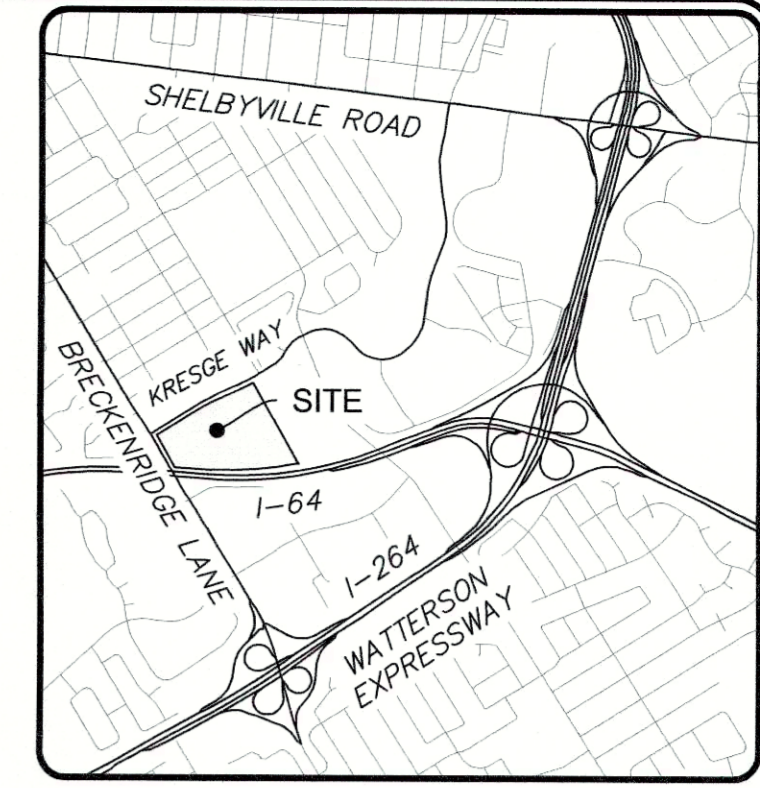 SHELBYVILLE ROAD
KRESGE WAY
SITE
BRECKENRIDGE LANE
I-64
I-264
WATTERSON
EXPRESSWAY